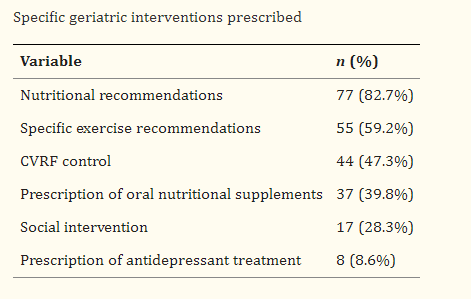 Specific geriatric interventions prescribed
Variable n (%)
Nutritional recommendations 77 (82.7%)
Specific exercise recommendations 55 (59.2%)
CVRF control 44 (47.3%)
Prescription of oral nutritional supplements 37 (39.8%)
Social intervention 17 (28.3%)
Prescription of antidepressant treatment 8 (8.6%)